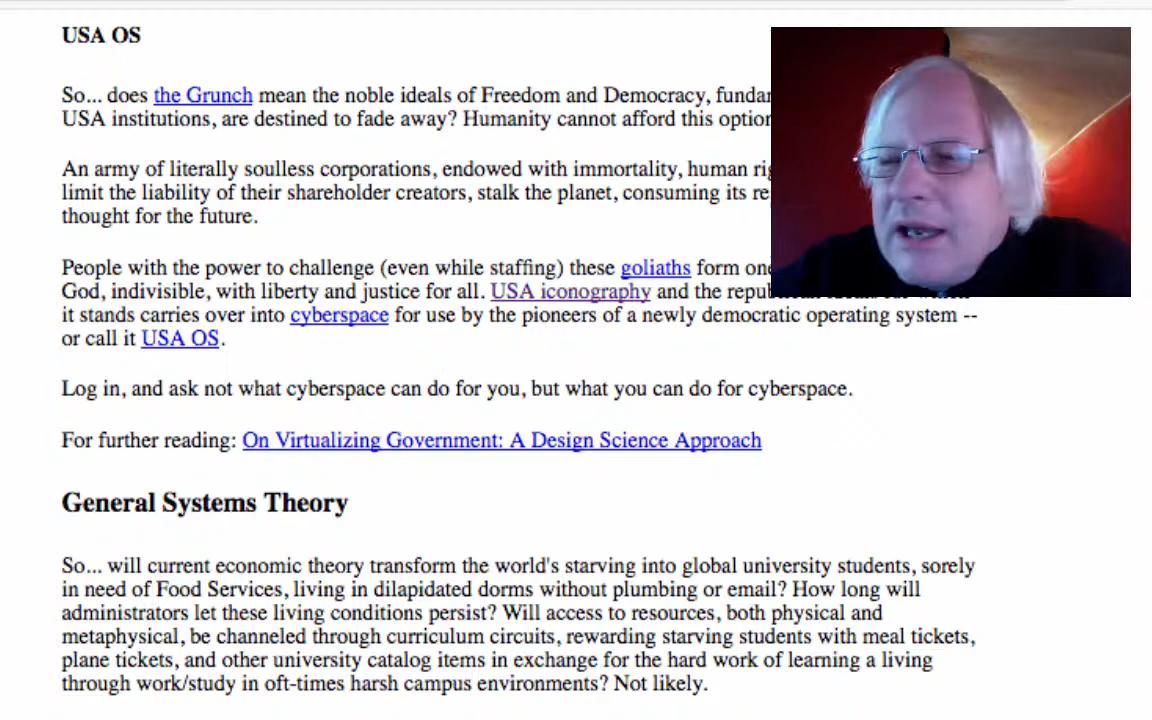 USA OS
So... does the Grunch mean the noble ideals of Freedom and Democracy,
USA institutions, are destined to fade away? Humanity cannot afford this
An army of literally soulless corporations, endowed with immortality, human
limit the liability of their shareholder creators, stalk the planet, consuming its
thought for the future.
People with the power to challenge (even while staffing) these goliaths form
God, indivisible, with liberty and justice for all. USA iconography and the
it stands carries over into cyberspace for use by the pioneers of a newly democratic operating system --
or call it USA OS.
Log in, and ask not what cyberspace can do for you, but what you can do for cyberspace.
For further reading: On Virtualizing Government: A Design Science Approach
General Systems Theory
So... will current economic theory transform the world's starving into global university students, sorely
in need of Food Services, living in dilapidated dorms without plumbing or email? How long will
administrators let these living conditions persist? Will access to resources, both physical and
metaphysical, be channeled through curriculum circuits, rewarding starving students with meal tickets,
plane tickets, and other university catalog items in exchange for the hard work of learning a living
through work/study in oft-times harsh campus environments? Not likely.